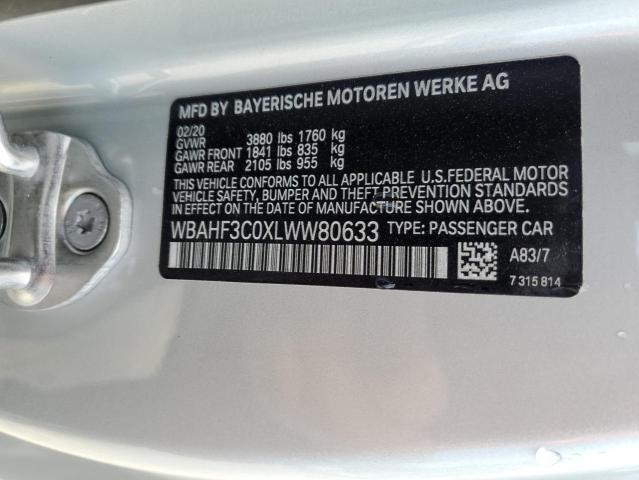 MFD BY BAYERISCHE MOTOREN WERKE AG
02/20
GVWR 3880 lbs 1760 kg
GAWR FRONT 1841 lbs 835 kg
GAWR REAR 2105 lbs 955 kg
THIS VEHICLE CONFORMS TO ALL APPLICABLE U.S.FEDERAL MOTOR
VEHICLE SAFETY, BUMPER AND THEFT PREVENTION STANDARDS
IN EFFECT ON THE DATE OF MANUFACTURE SHOWN ABOVE.
WBAHF3C0XLWW80633 TYPE: PASSENGER CAR
A83/7
7 315 814